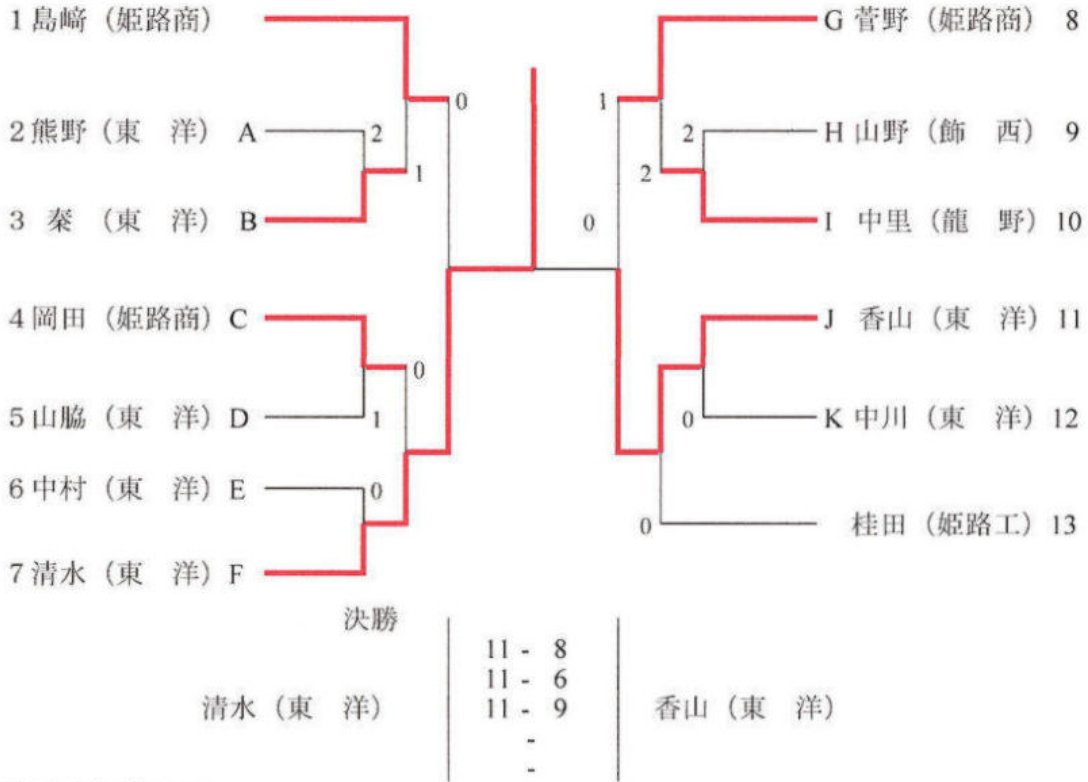 1 島﨑 (姫路商)
G 菅野 (姫路商) 8
0
1
2 熊野 (東 洋) A
2
2
H 山野 (飾 西) 9
1
2
3 秦 (東 洋) B
0
I 中里 (龍 野) 10
4 岡田 (姫路商) C
J 香山 (東 洋) 11
0
5 山脇 (東 洋) D
1
0
K 中川 (東 洋) 12
6 中村 (東 洋) E
0
0
桂田 (姫路工) 13
7 清水 (東 洋) F
決勝
11 - 8
11 - 6
清水 (東 洋)
11 - 9
香山 (東 洋)
-
-